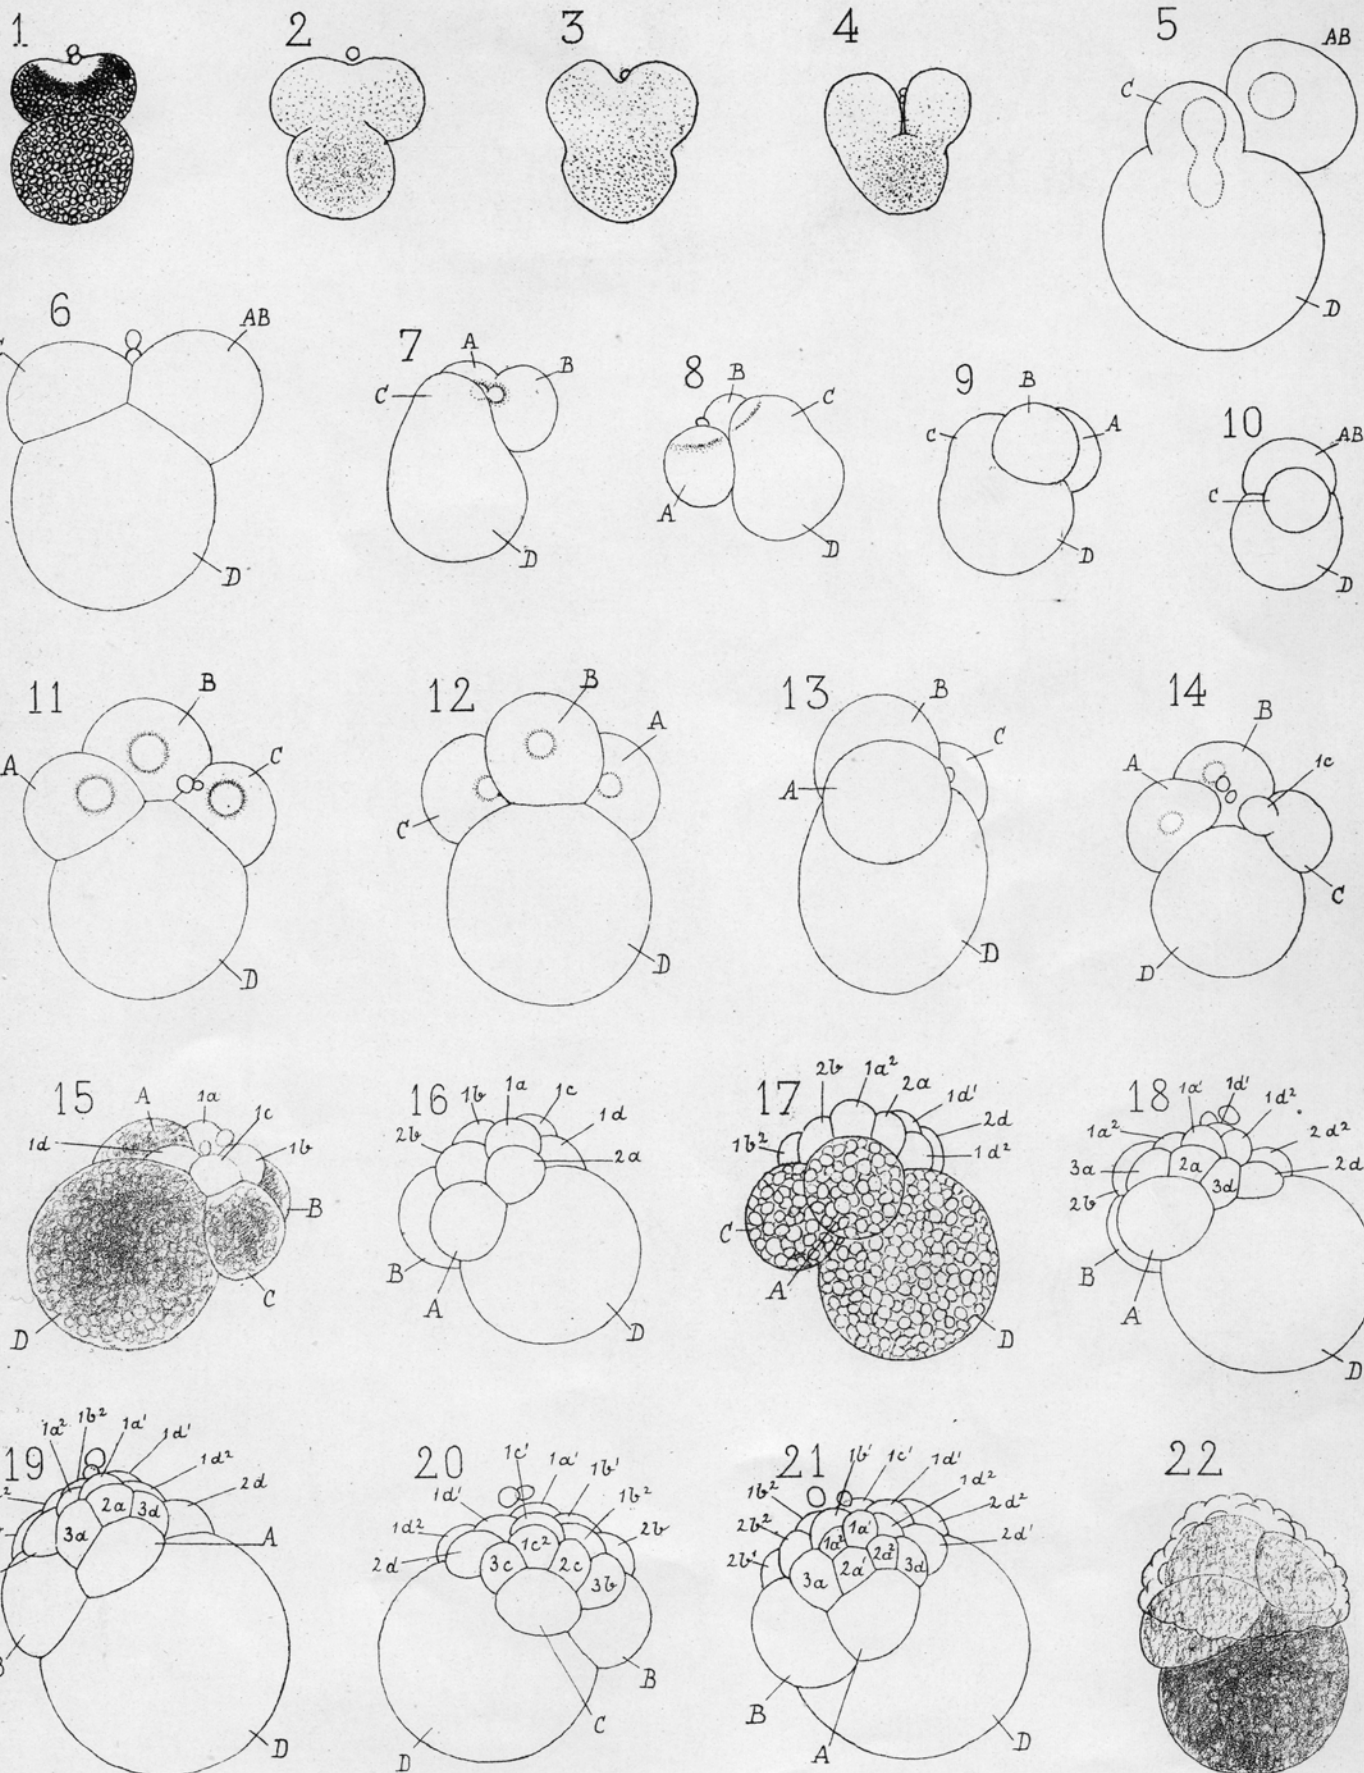 1 2 3 4 5 AB
C
D
6 AB
D
7 A B
C
D
8 B C
A D
9 B
C A
D
10 AB
C
D
11 B
A C
D
12 B
A
C
D
13 B
C
A
D
14 B
A 1c
C
D
15 A 1a 1c
1d 1b
B
C
D
16 1b 1a 1c
2b 1d
2a
B
A
D
17 2b 1a² 2a
1d'
2d
1b² 1d²
C
A
D
18 1a' 1d'
1a² 1d²
2d²
3a 2a 2d
2b 3d
B
A
D
19 1a² 1b² 1a' 1d'
1d²
2d
2a 3d
3a A
D
20 1c' 1a' 1b'
1d' 1b²
1d² 2b
2d 1c²
3c 2c
3b
B
C
D
21 1b' 1c' 1d'
1b² 1d²
2b² 2d²
1a' 2d'
2b' 1a² 2a²
3a 2a' 3d
B
A
D
22